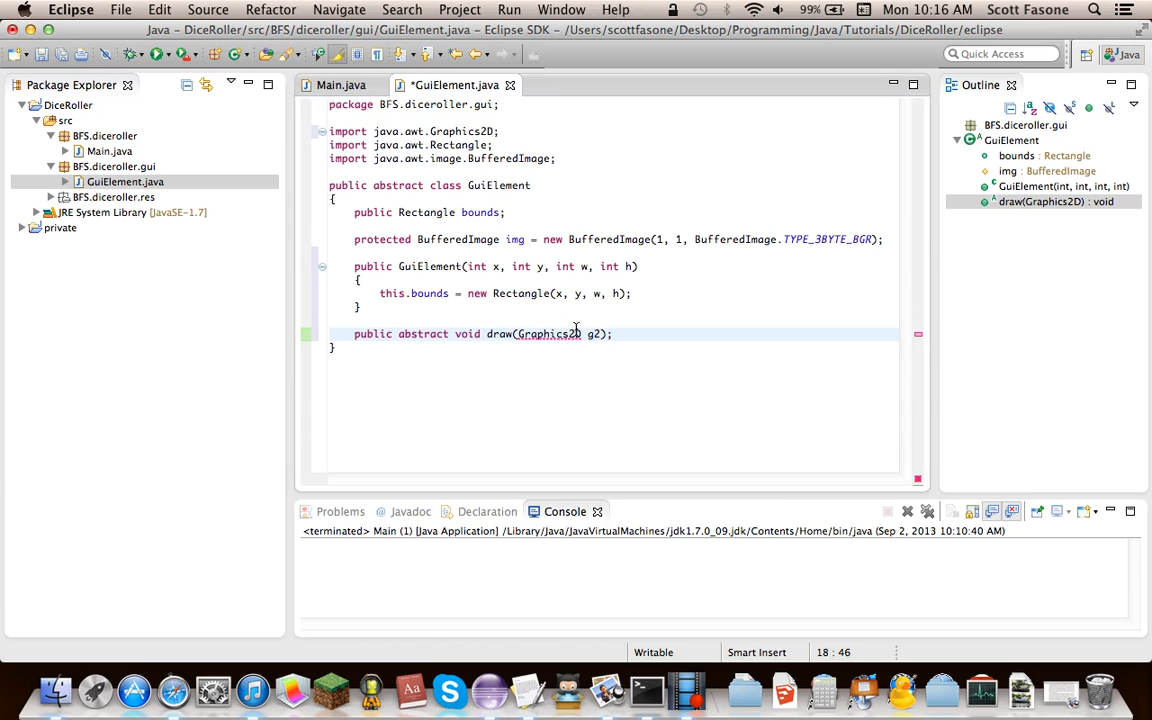 Eclipse File Edit Source Refactor Navigate Search Project Run Window Help 99% Mon 10:16 AM Scott Fasone
Java – DiceRoller/src/BFS/diceroller/gui/GuiElement.java – Eclipse SDK – /Users/scottfasone/Desktop/Programming/Java/Tutorials/DiceRoller/eclipse
Quick Access Java
Package Explorer
DiceRoller
src
BFS.diceroller
Main.java
BFS.diceroller.gui
GuiElement.java
BFS.diceroller.res
JRE System Library [JavaSE-1.7]
private
Main.java *GuiElement.java
package BFS.diceroller.gui;
import java.awt.Graphics2D;
import java.awt.Rectangle;
import java.awt.image.BufferedImage;
public abstract class GuiElement
{
public Rectangle bounds;
protected BufferedImage img = new BufferedImage(1, 1, BufferedImage.TYPE_3BYTE_BGR);
public GuiElement(int x, int y, int w, int h)
{
this.bounds = new Rectangle(x, y, w, h);
}
public abstract void draw(Graphics2D g2);
}
Outline
BFS.diceroller.gui
GuiElement
bounds : Rectangle
img : BufferedImage
GuiElement(int, int, int, int)
draw(Graphics2D) : void
Problems Javadoc Declaration Console
<terminated> Main (1) [Java Application] /Library/Java/JavaVirtualMachines/jdk1.7.0_09.jdk/Contents/Home/bin/java (Sep 2, 2013 10:10:40 AM)
Writable Smart Insert 18 : 46